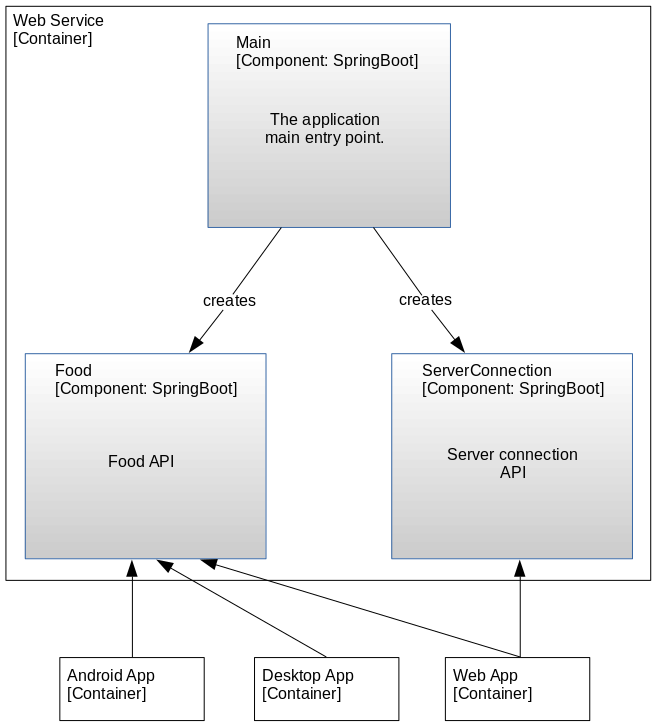 Web Service
[Container]
Main
[Component: SpringBoot]
The application
main entry point.
creates
creates
Food
[Component: SpringBoot]
Food API
ServerConnection
[Component: SpringBoot]
Server connection
API
Android App
[Container]
Desktop App
[Container]
Web App
[Container]